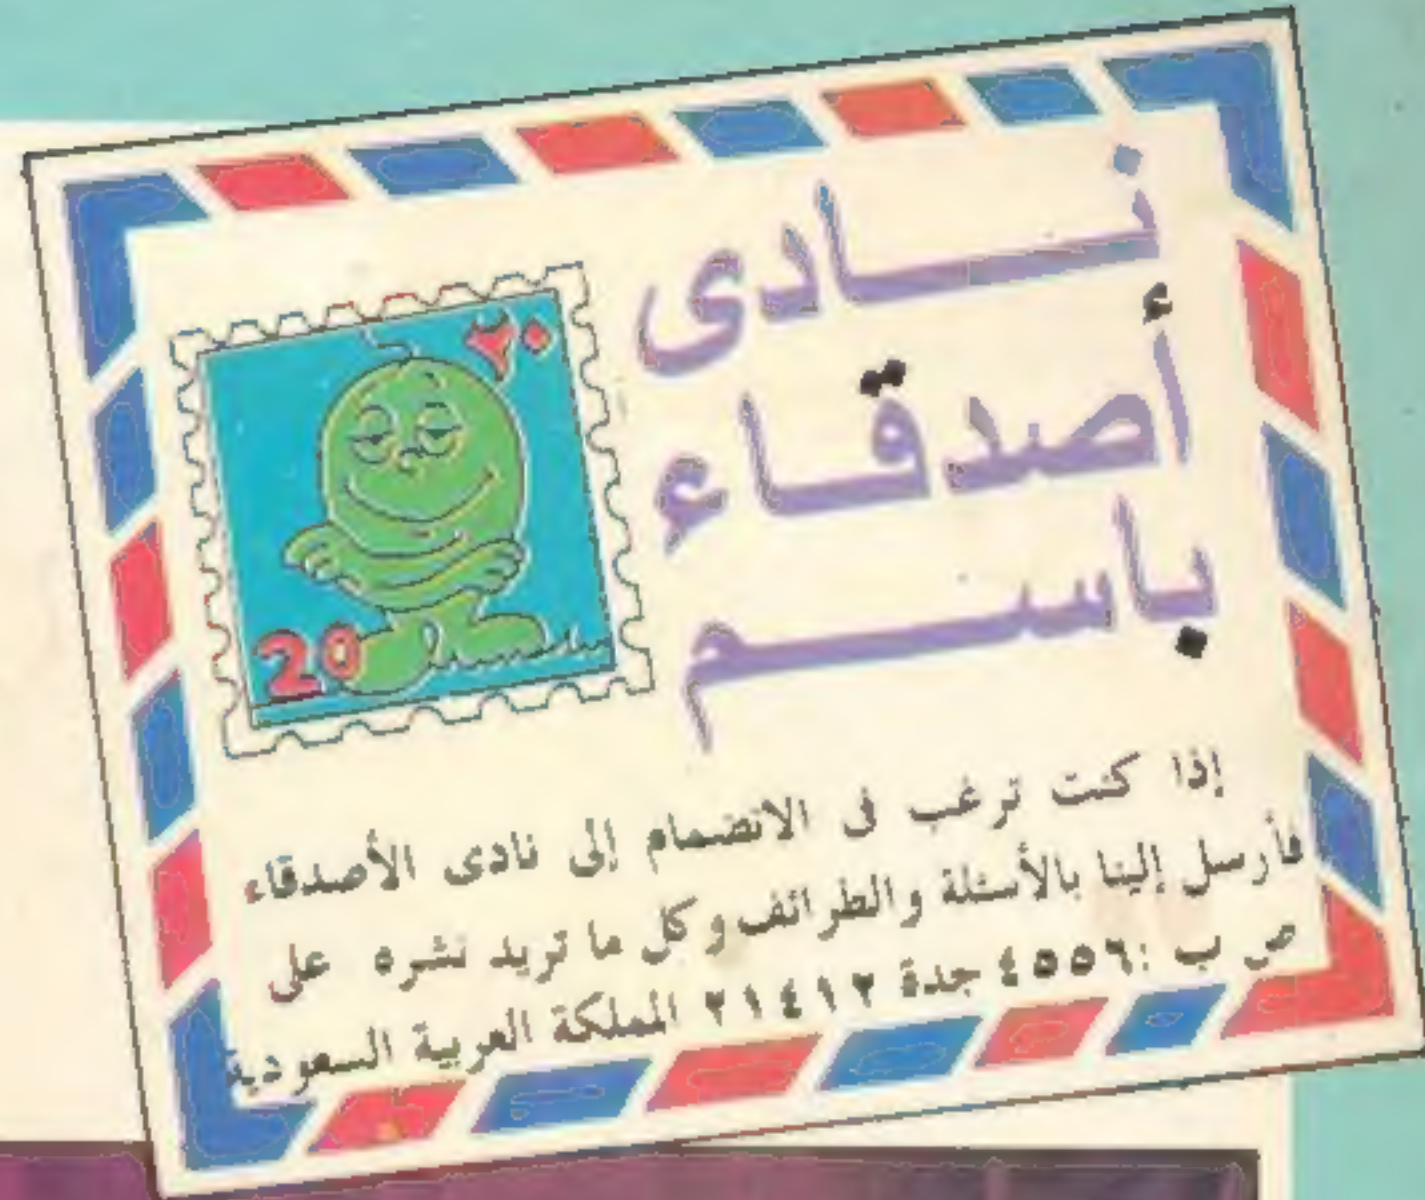 نادى
أصدقاء
باسم
٢٠
20
إذا كنت ترغب فى الانضمام إلى نادى الأصدقاء
فأرسل إلينا بالأسئلة والطرائف وكل ما تريد نشره على
ص ب : ٤٥٥٦ جدة ٢١٤١٢ المملكة العربية السعودية